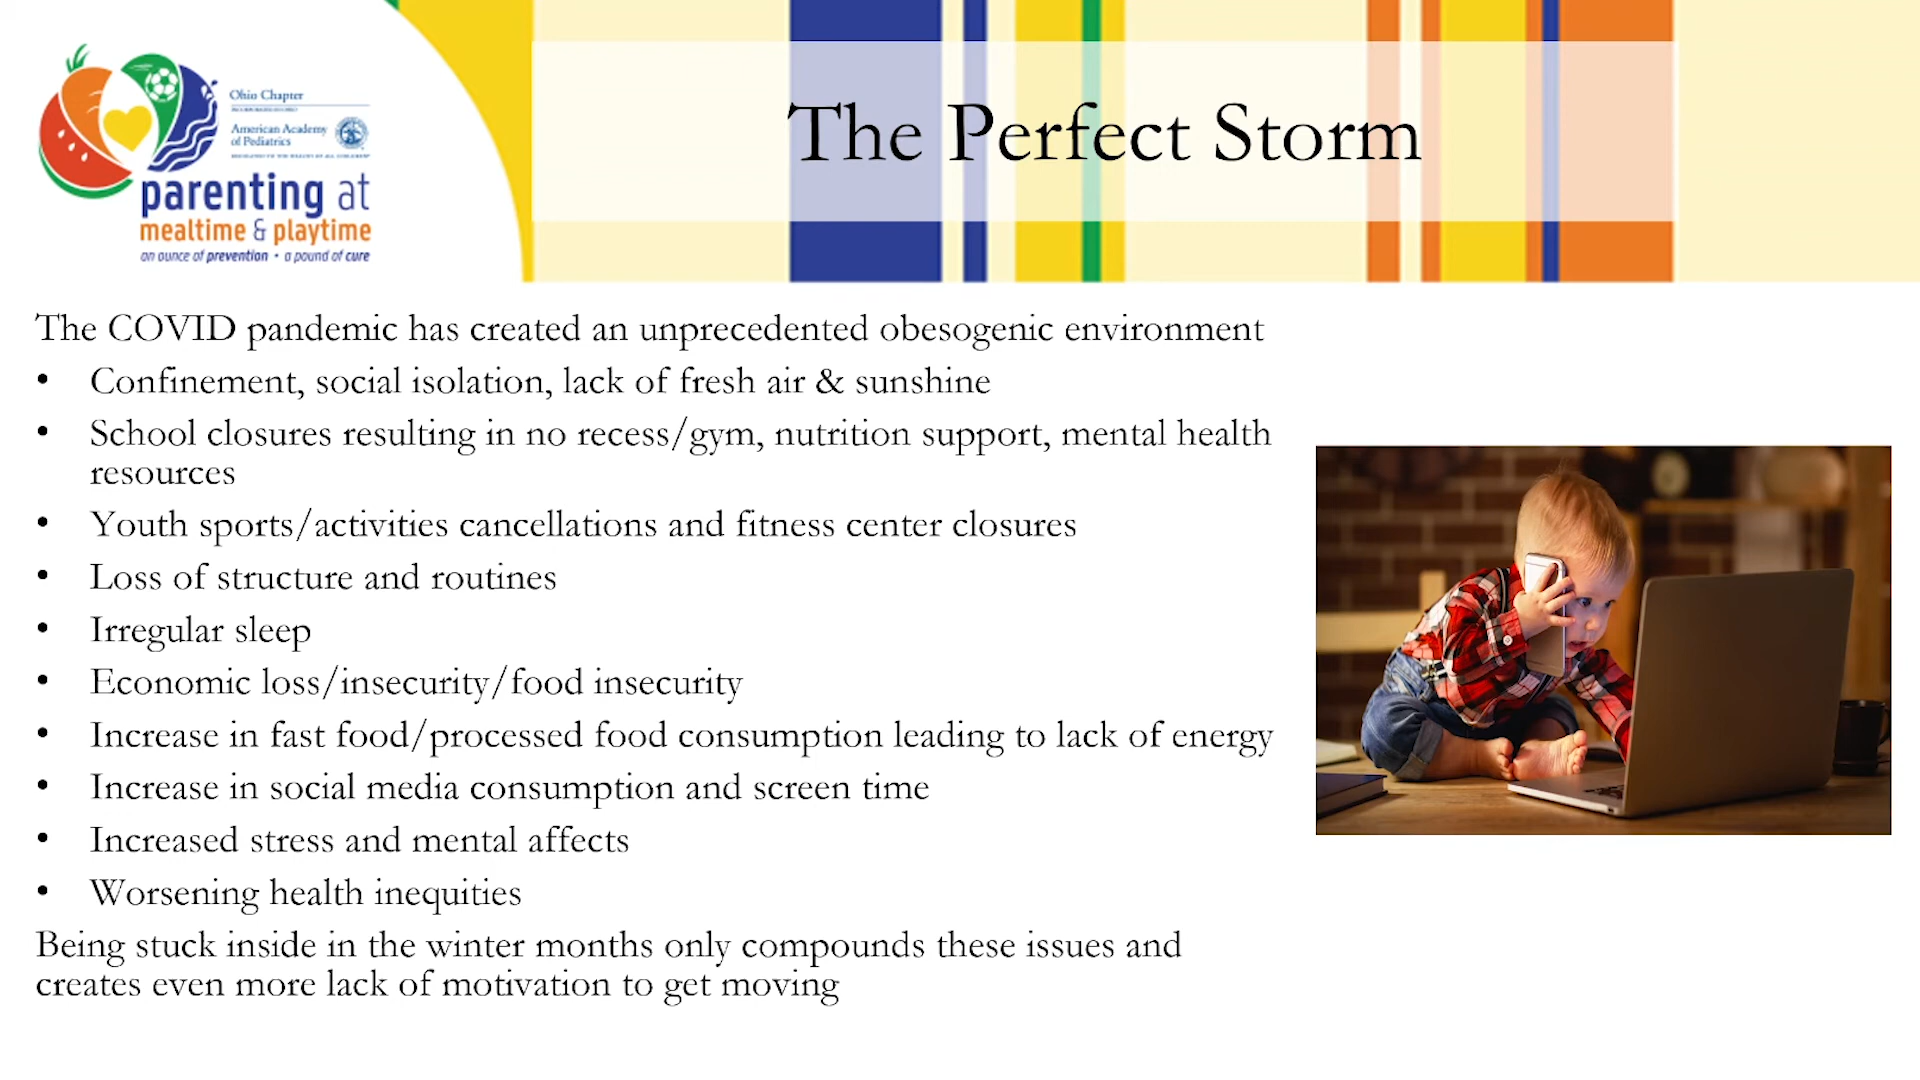 Ohio Chapter
American Academy
of Pediatrics
parenting at
mealtime & playtime
an ounce of prevention • a pound of cure
The Perfect Storm
The COVID pandemic has created an unprecedented obesogenic environment
• Confinement, social isolation, lack of fresh air & sunshine
• School closures resulting in no recess/gym, nutrition support, mental health
resources
• Youth sports/activities cancellations and fitness center closures
• Loss of structure and routines
• Irregular sleep
• Economic loss/insecurity/food insecurity
• Increase in fast food/processed food consumption leading to lack of energy
• Increase in social media consumption and screen time
• Increased stress and mental affects
• Worsening health inequities
Being stuck inside in the winter months only compounds these issues and
creates even more lack of motivation to get moving